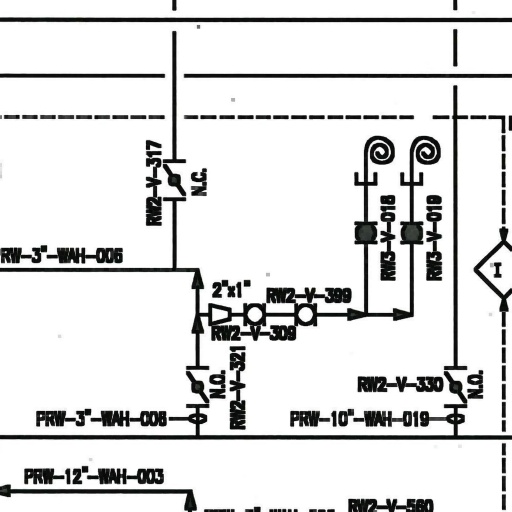 RW2-V-317
N.C.
RW3-V-018
RW3-V-019
RW-3"-WAH-006
I
2"x1"
RW2-V-399
RW2-V-309
RW2-V-321
N.O.
RW2-V-330
N.O.
PRW-3"-WAH-006
PRW-10"-WAH-019
PRW-12"-WAH-003
RW2-V-560